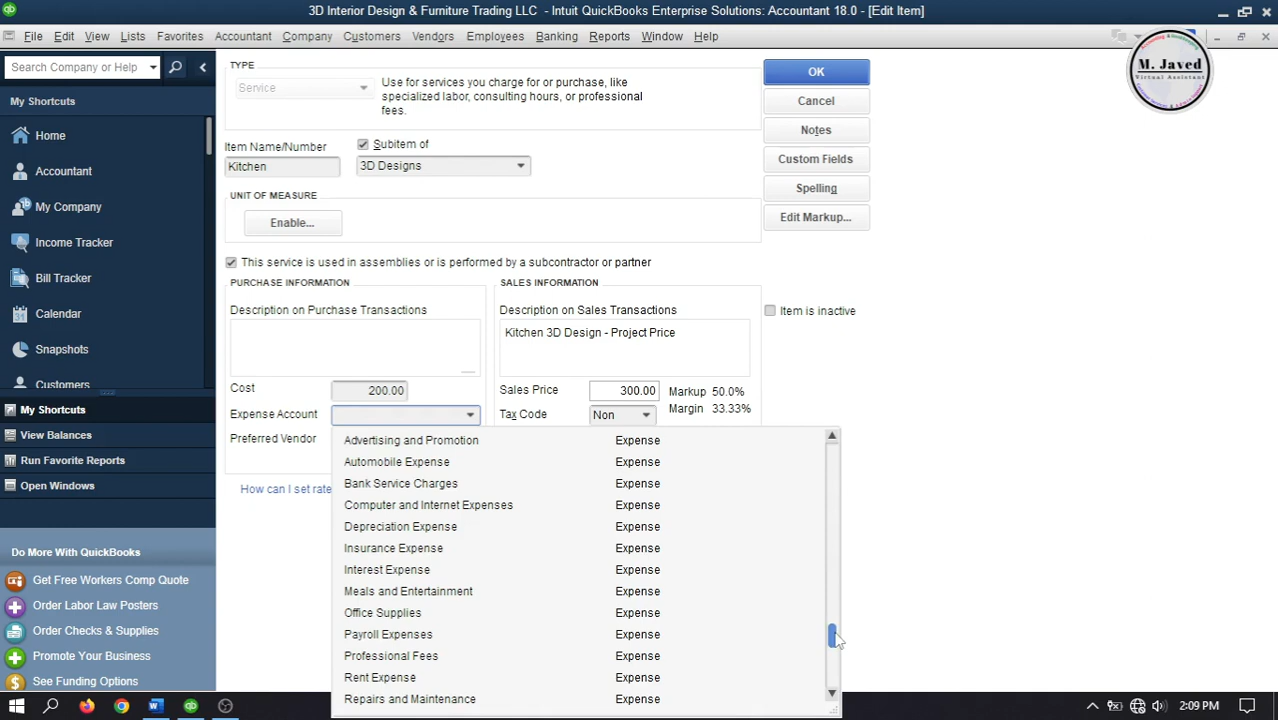 3D Interior Design & Furniture Trading LLC - Intuit QuickBooks Enterprise Solutions: Accountant 18.0 - [Edit Item]
File Edit View Lists Favorites Accountant Company Customers Vendors Employees Banking Reports Window Help
Search Company or Help
My Shortcuts
Home
Accountant
My Company
Income Tracker
Bill Tracker
Calendar
Snapshots
Customers
My Shortcuts
View Balances
Run Favorite Reports
Open Windows
Do More With QuickBooks
Get Free Workers Comp Quote
Order Labor Law Posters
Order Checks & Supplies
Promote Your Business
See Funding Options
TYPE
Service
Use for services you charge for or purchase, like
specialized labor, consulting hours, or professional
fees.
Item Name/Number
Kitchen
Subitem of
3D Designs
UNIT OF MEASURE
Enable...
This service is used in assemblies or is performed by a subcontractor or partner
PURCHASE INFORMATION
Description on Purchase Transactions
Cost 200.00
Expense Account
Preferred Vendor
How can I set rate
SALES INFORMATION
Description on Sales Transactions
Kitchen 3D Design - Project Price
Sales Price 300.00
Markup 50.0%
Tax Code Non
Margin 33.33%
Item is inactive
OK
Cancel
Notes
Custom Fields
Spelling
Edit Markup...
Advertising and Promotion Expense
Automobile Expense Expense
Bank Service Charges Expense
Computer and Internet Expenses Expense
Depreciation Expense Expense
Insurance Expense Expense
Interest Expense Expense
Meals and Entertainment Expense
Office Supplies Expense
Payroll Expenses Expense
Professional Fees Expense
Rent Expense Expense
Repairs and Maintenance Expense
M. Javed
Virtual Assistant
2:09 PM